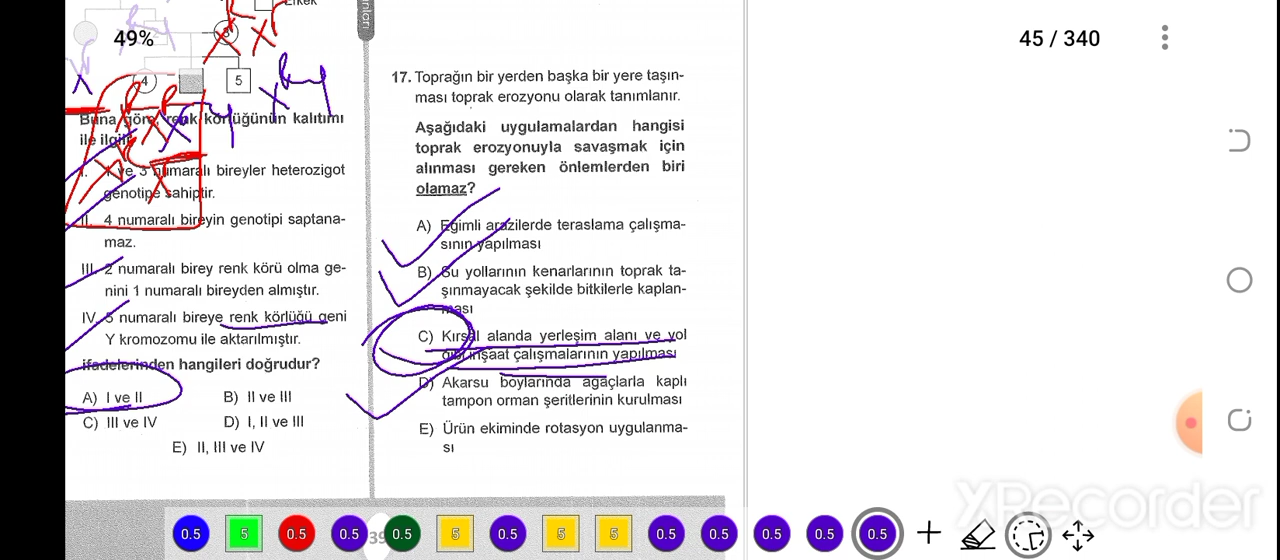 Erkek
49%
45 / 340
3
4
5
Buna göre, renk körlüğünün kalıtımı
ile ilgili
I. 1 ve 3 numaralı bireyler heterozigot
genotipe sahiptir.
II. 4 numaralı bireyin genotipi saptana-
maz.
III. 2 numaralı birey renk körü olma ge-
nini 1 numaralı bireyden almıştır.
IV. 5 numaralı bireye renk körlüğü geni
Y kromozomu ile aktarılmıştır.
ifadelerinden hangileri doğrudur?
A) I ve II B) II ve III
C) III ve IV D) I, II ve III
E) II, III ve IV
17. Toprağın bir yerden başka bir yere taşın-
ması toprak erozyonu olarak tanımlanır.
Aşağıdaki uygulamalardan hangisi
toprak erozyonuyla savaşmak için
alınması gereken önlemlerden biri
olamaz?
A) Eğimli arazilerde teraslama çalışma-
sının yapılması
B) Su yollarının kenarlarının toprak ta-
şınmayacak şekilde bitkilerle kaplan-
ması
C) Kırsal alanda yerleşim alanı ve yol
gibi inşaat çalışmalarının yapılması
D) Akarsu boylarında ağaçlarla kaplı
tampon orman şeritlerinin kurulması
E) Ürün ekiminde rotasyon uygulanma-
sı
XRecorder
0.5 5 0.5 0.5 39 0.5 5 0.5 5 5 0.5 0.5 0.5 0.5 0.5